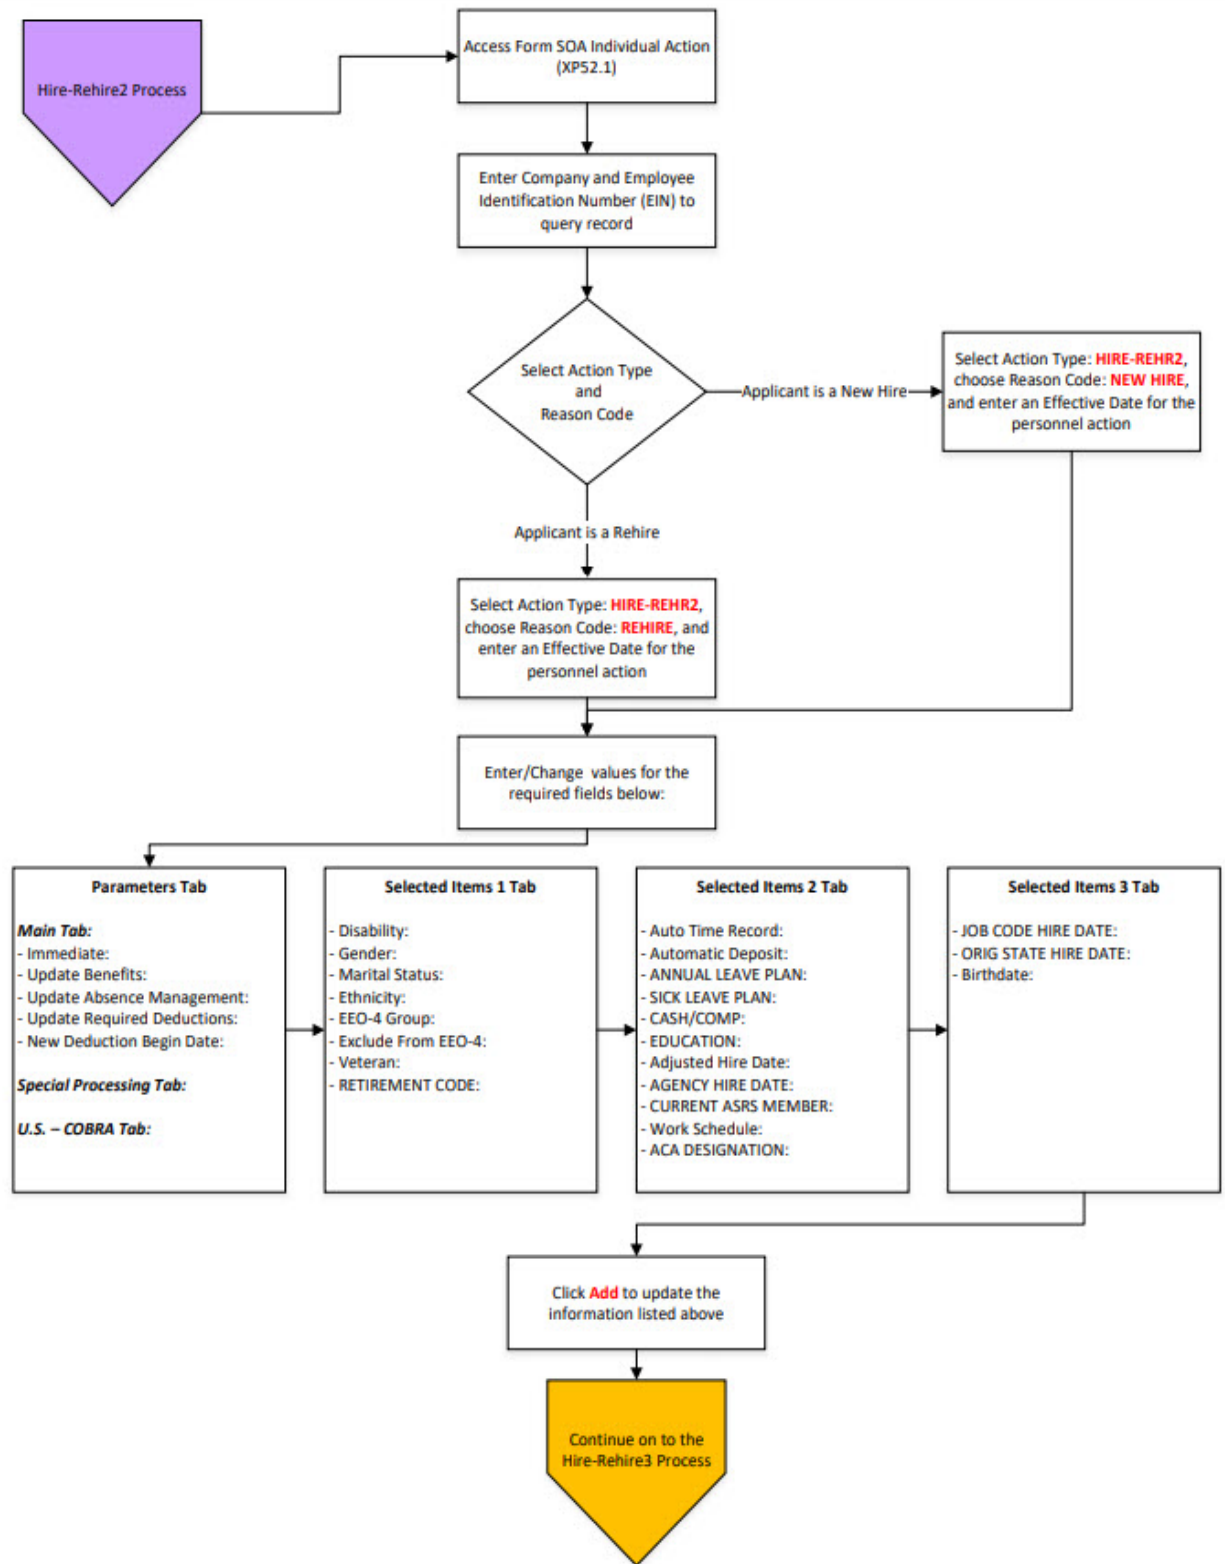 Hire-Rehire2 Process
Access Form SOA Individual Action
(XP52.1)
Enter Company and Employee
Identification Number (EIN) to
query record
Select Action Type
and
Reason Code
Applicant is a New Hire
Select Action Type: HIRE-REHR2,
choose Reason Code: NEW HIRE,
and enter an Effective Date for the
personnel action
Applicant is a Rehire
Select Action Type: HIRE-REHR2,
choose Reason Code: REHIRE, and
enter an Effective Date for the
personnel action
Enter/Change values for the
required fields below:
Parameters Tab
Main Tab:
- Immediate:
- Update Benefits:
- Update Absence Management:
- Update Required Deductions:
- New Deduction Begin Date:
Special Processing Tab:
U.S. – COBRA Tab:
Selected Items 1 Tab
- Disability:
- Gender:
- Marital Status:
- Ethnicity:
- EEO-4 Group:
- Exclude From EEO-4:
- Veteran:
- RETIREMENT CODE:
Selected Items 2 Tab
- Auto Time Record:
- Automatic Deposit:
- ANNUAL LEAVE PLAN:
- SICK LEAVE PLAN:
- CASH/COMP:
- EDUCATION:
- Adjusted Hire Date:
- AGENCY HIRE DATE:
- CURRENT ASRS MEMBER:
- Work Schedule:
- ACA DESIGNATION:
Selected Items 3 Tab
- JOB CODE HIRE DATE:
- ORIG STATE HIRE DATE:
- Birthdate:
Click Add to update the
information listed above
Continue on to the
Hire-Rehire3 Process